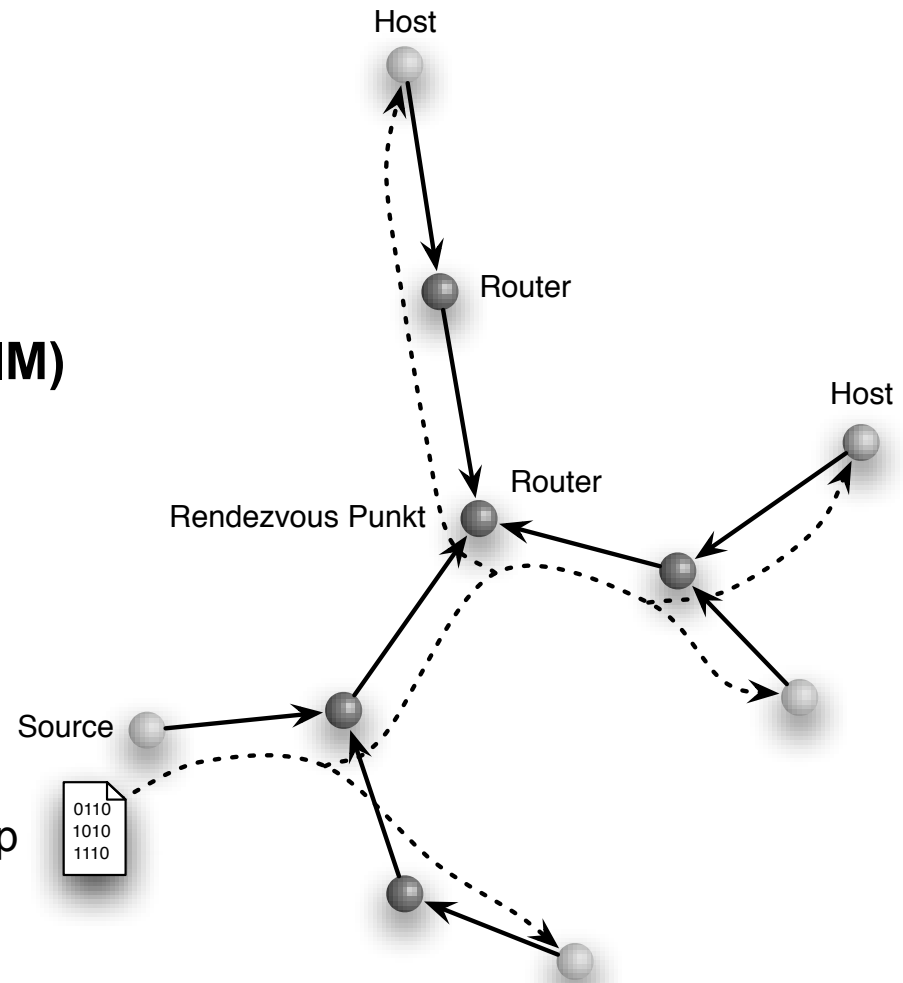 Host
Router
IM)
Host
Router
Rendezvous Punkt
Source
0110
1010
1110
p